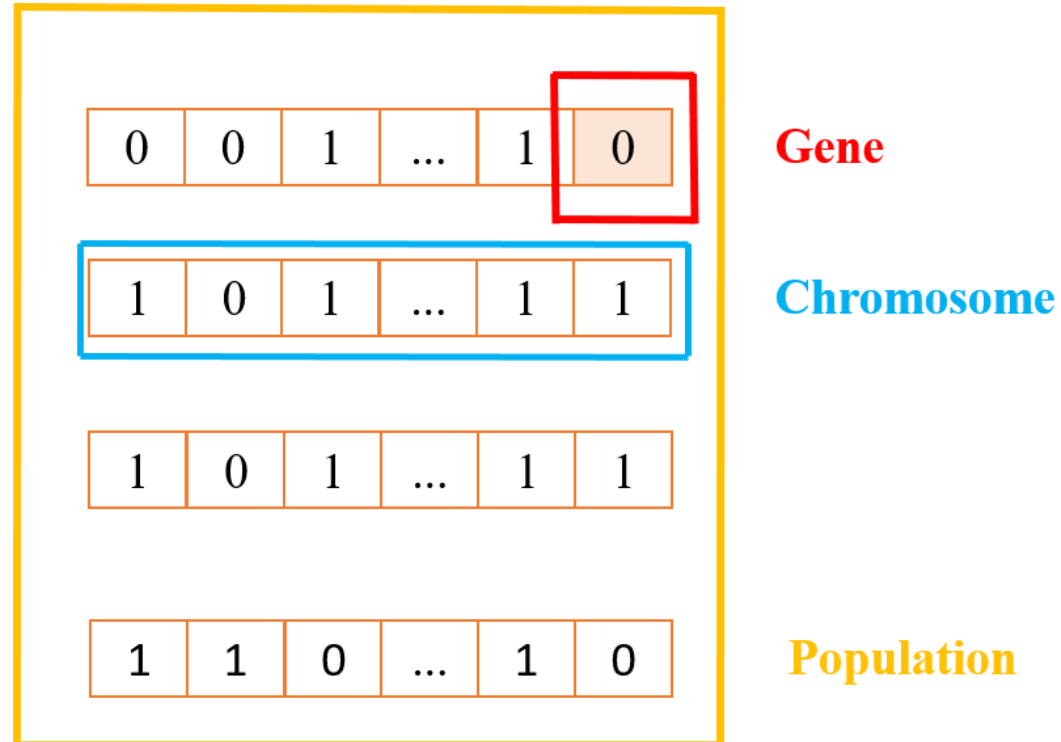 0 0 1 ... 1 0 Gene
1 0 1 ... 1 1 Chromosome
1 0 1 ... 1 1
1 1 0 ... 1 0 Population